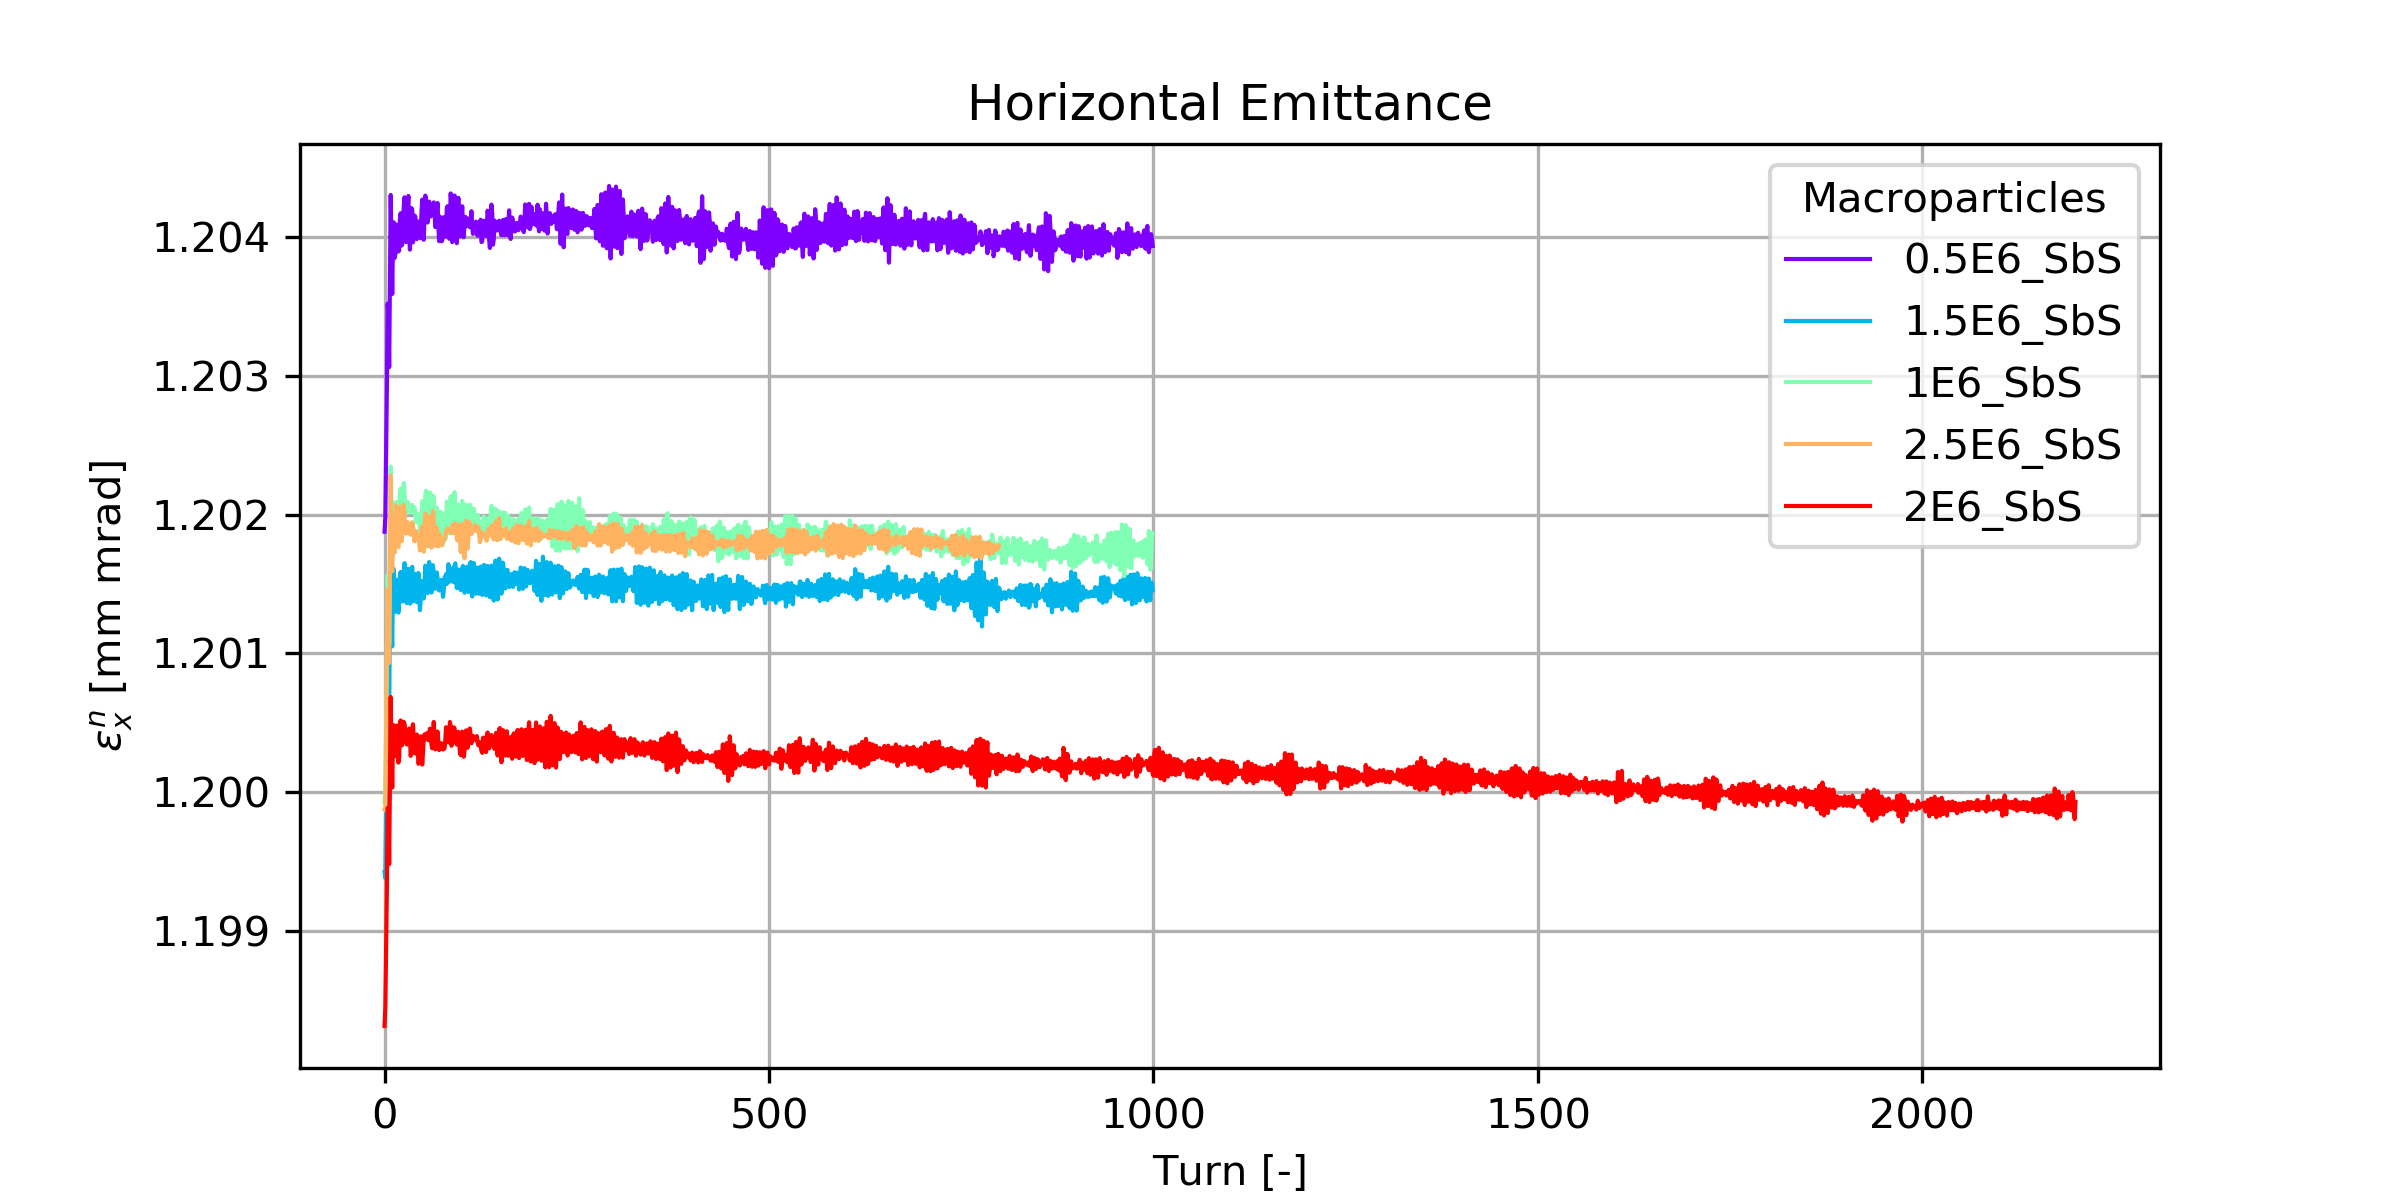 Horizontal Emittance
1.204
1.203
1.202
1.201
1.200
1.199
ε_x^n [mm mrad]
0
500
1000
1500
2000
Turn [-]
Macroparticles
0.5E6_SbS
1.5E6_SbS
1E6_SbS
2.5E6_SbS
2E6_SbS